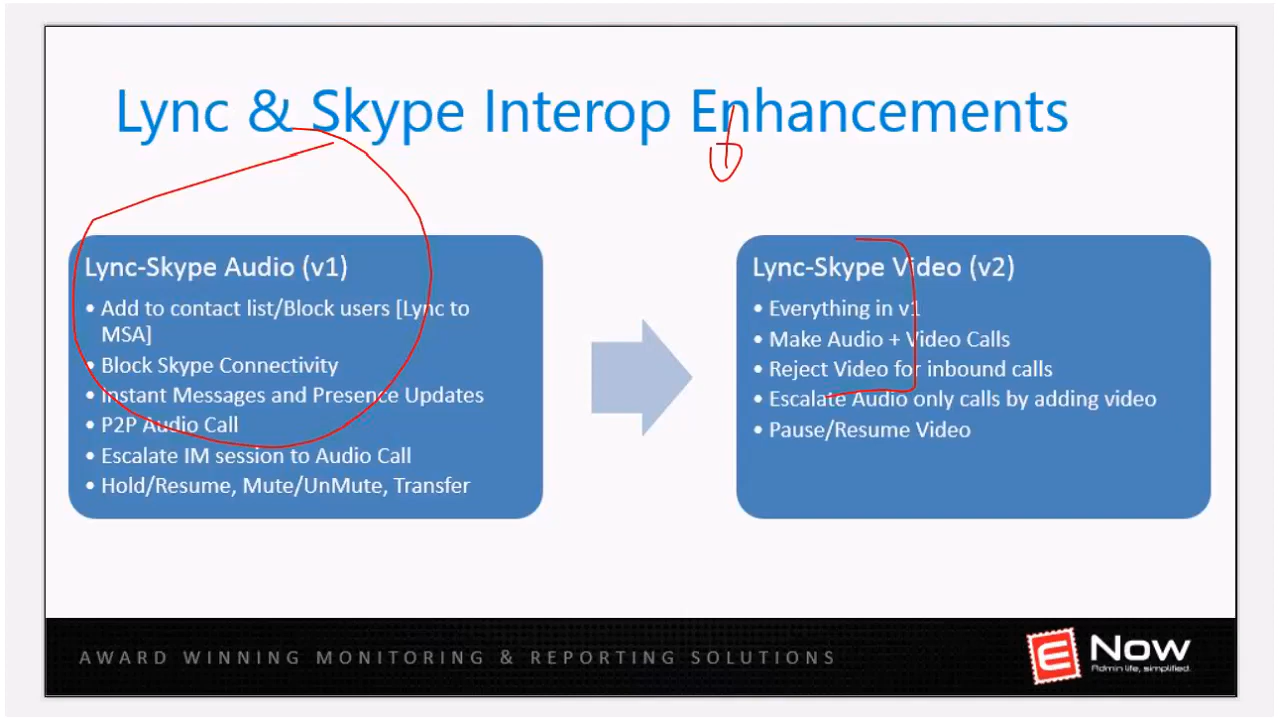 Lync & Skype Interop Enhancements
Lync-Skype Audio (v1)
• Add to contact list/Block users [Lync to
MSA]
• Block Skype Connectivity
• Instant Messages and Presence Updates
• P2P Audio Call
• Escalate IM session to Audio Call
• Hold/Resume, Mute/UnMute, Transfer
Lync-Skype Video (v2)
• Everything in v1
• Make Audio + Video Calls
• Reject Video for inbound calls
• Escalate Audio only calls by adding video
• Pause/Resume Video
AWARD WINNING MONITORING & REPORTING SOLUTIONS
E Now
Admin life, simplified.